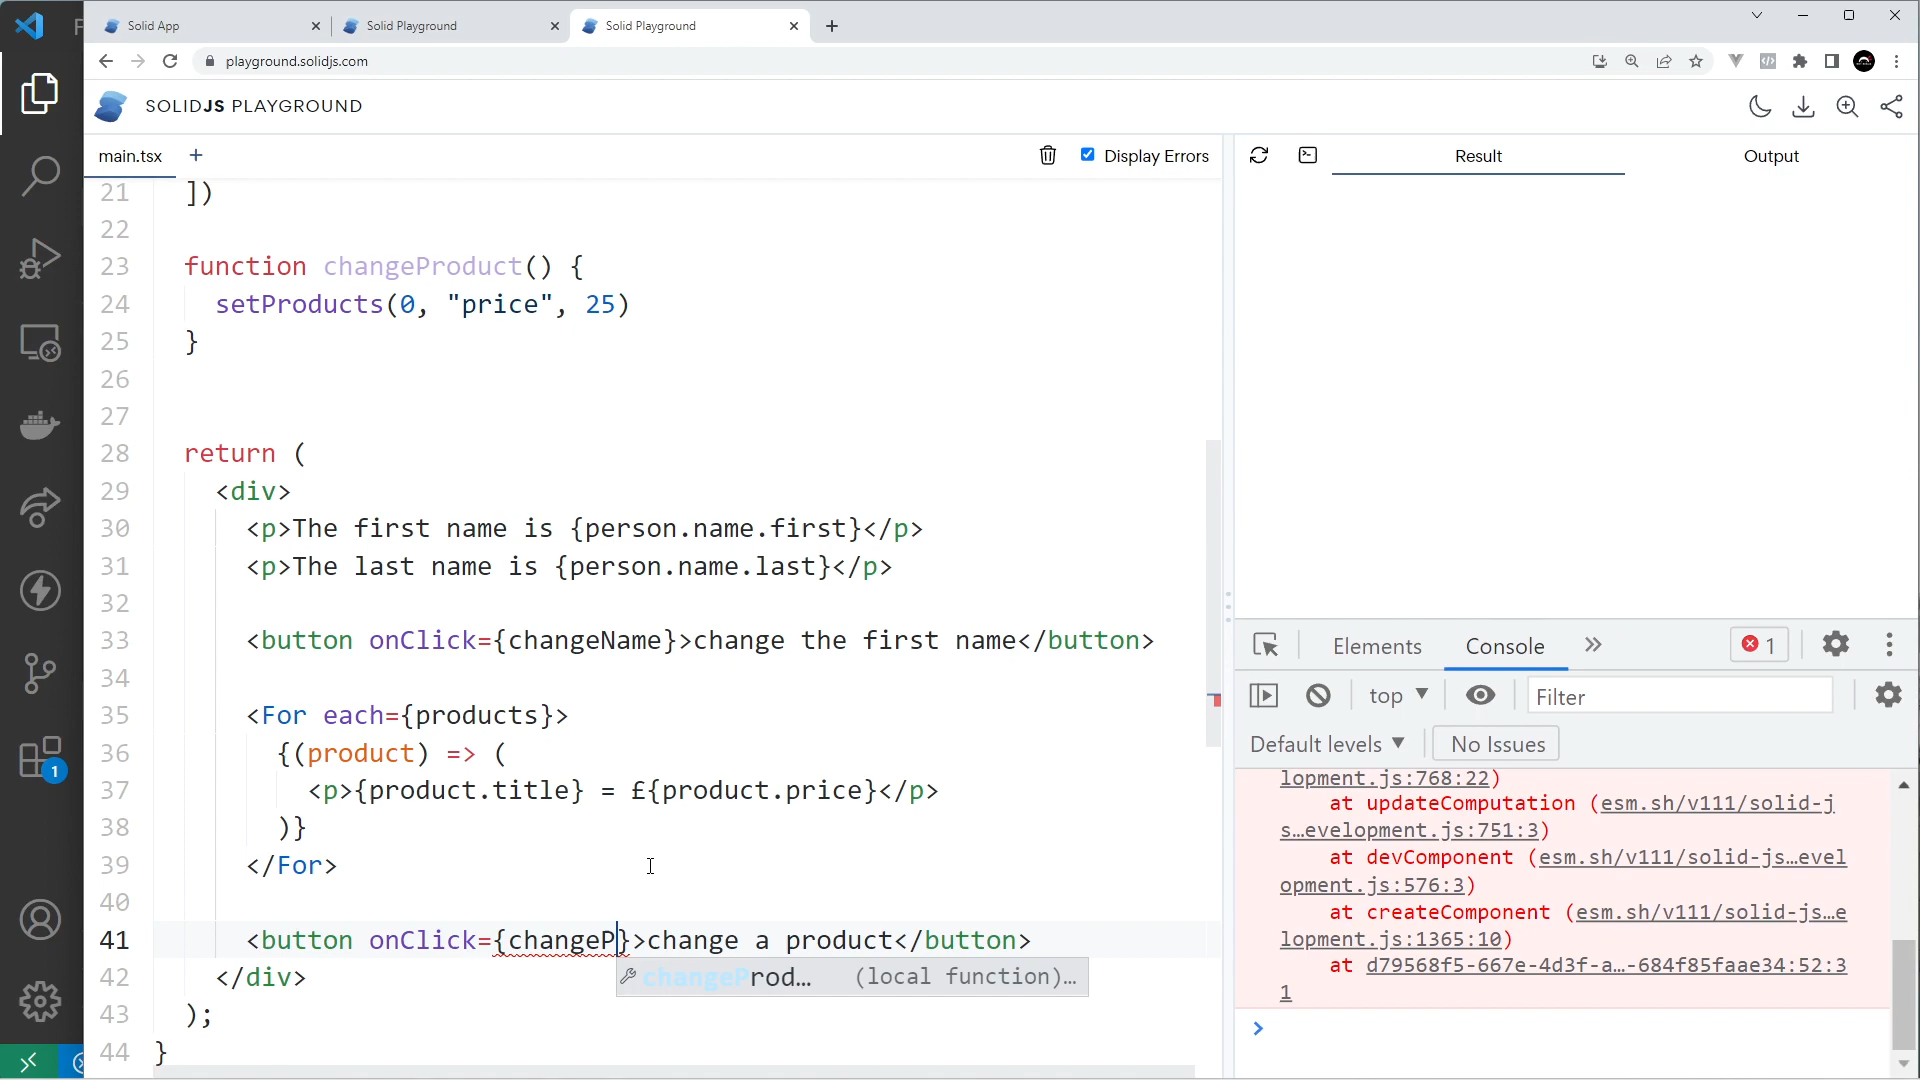 F
Solid App
Solid Playground
Solid Playground
playground.solidjs.com
SOLIDJS PLAYGROUND
main.tsx
Display Errors
Result
Output
21 ])
22
23 function changeProduct() {
24 setProducts(0, "price", 25)
25 }
26
27
28 return (
29 <div>
30 <p>The first name is {person.name.first}</p>
31 <p>The last name is {person.name.last}</p>
32
33 <button onClick={changeName}>change the first name</button>
34
35 <For each={products}>
36 {(product) => (
37 <p>{product.title} = £{product.price}</p>
38 )}
39 </For>
40
41 <button onClick={changeP}>change a product</button>
changeProd… (local function)…
42 </div>
43 );
44 }
1
Elements
Console
1
top
Filter
Default levels
No Issues
lopment.js:768:22)
at updateComputation (esm.sh/v111/solid-j
s…evelopment.js:751:3)
at devComponent (esm.sh/v111/solid-js…evel
opment.js:576:3)
at createComponent (esm.sh/v111/solid-js…e
lopment.js:1365:10)
at d79568f5-667e-4d3f-a…-684f85faae34:52:3
1